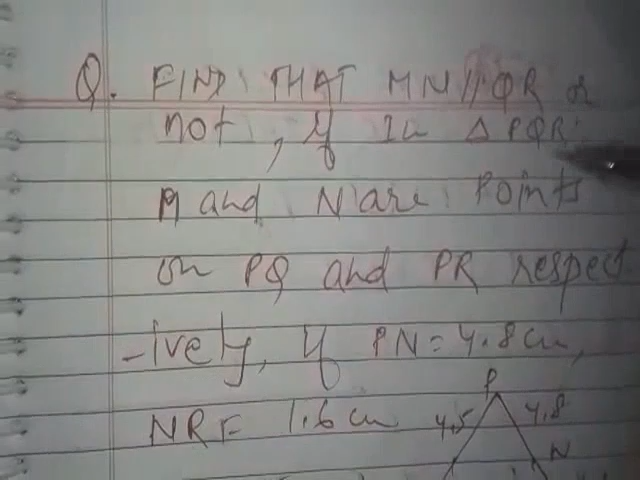 Q. FIND THAT MN || QR or
not, if In △ PQR
M and N are Points
on PQ and PR respect
-ively, if PN = 4.8 cm,
NR = 1.6 cm
P
4.5 4.8
N